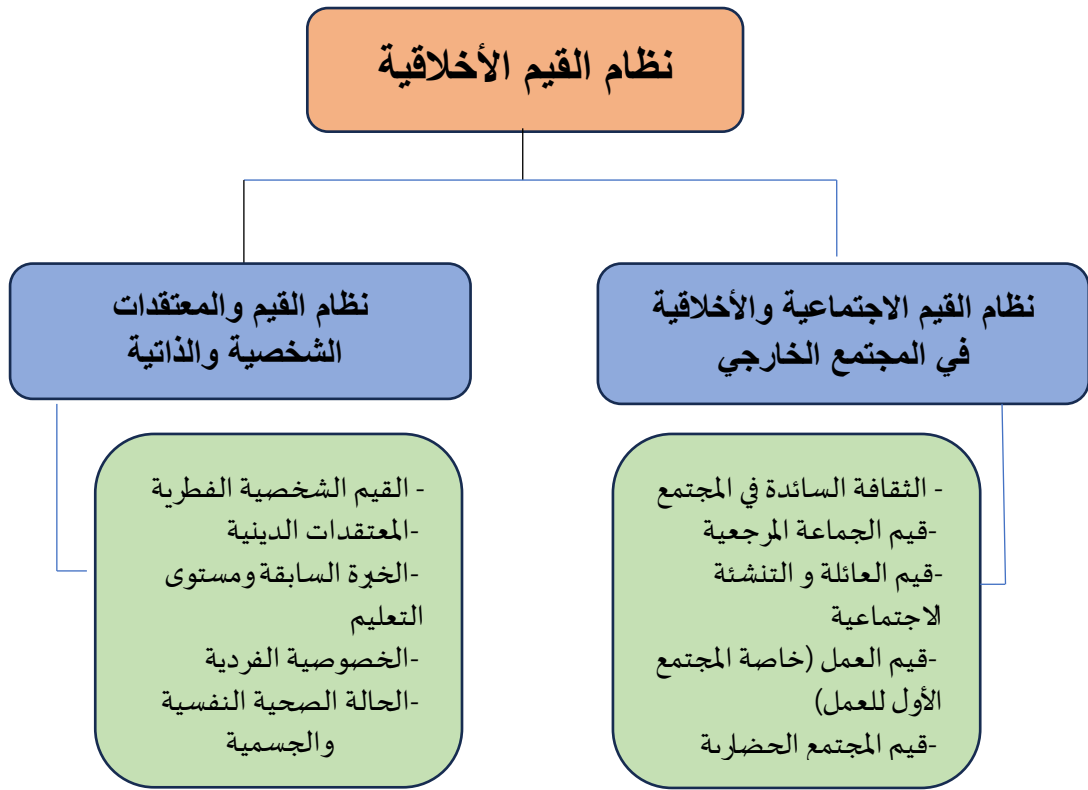 نظام القيم الأخلاقية
نظام القيم الاجتماعية والأخلاقية
في المجتمع الخارجي
نظام القيم والمعتقدات
الشخصية والذاتية
- الثقافة السائدة في المجتمع
-قيم الجماعة المرجعية
-قيم العائلة و التنشئة
الاجتماعية
-قيم العمل (خاصة المجتمع
الأول للعمل)
-قيم المجتمع الحضارية
- القيم الشخصية الفطرية
-المعتقدات الدينية
-الخبرة السابقة ومستوى
التعليم
-الخصوصية الفردية
-الحالة الصحية النفسية
والجسمية